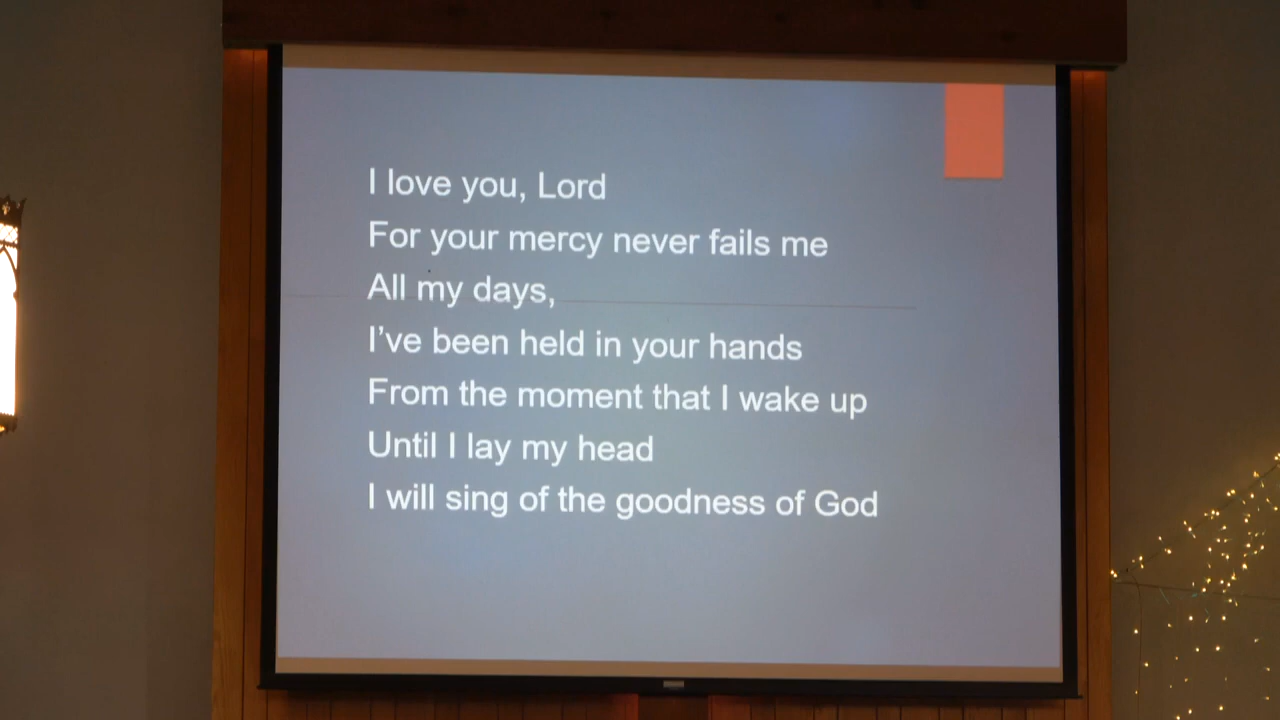 I love you, Lord
For your mercy never fails me
All my days,
I've been held in your hands
From the moment that I wake up
Until I lay my head
I will sing of the goodness of God